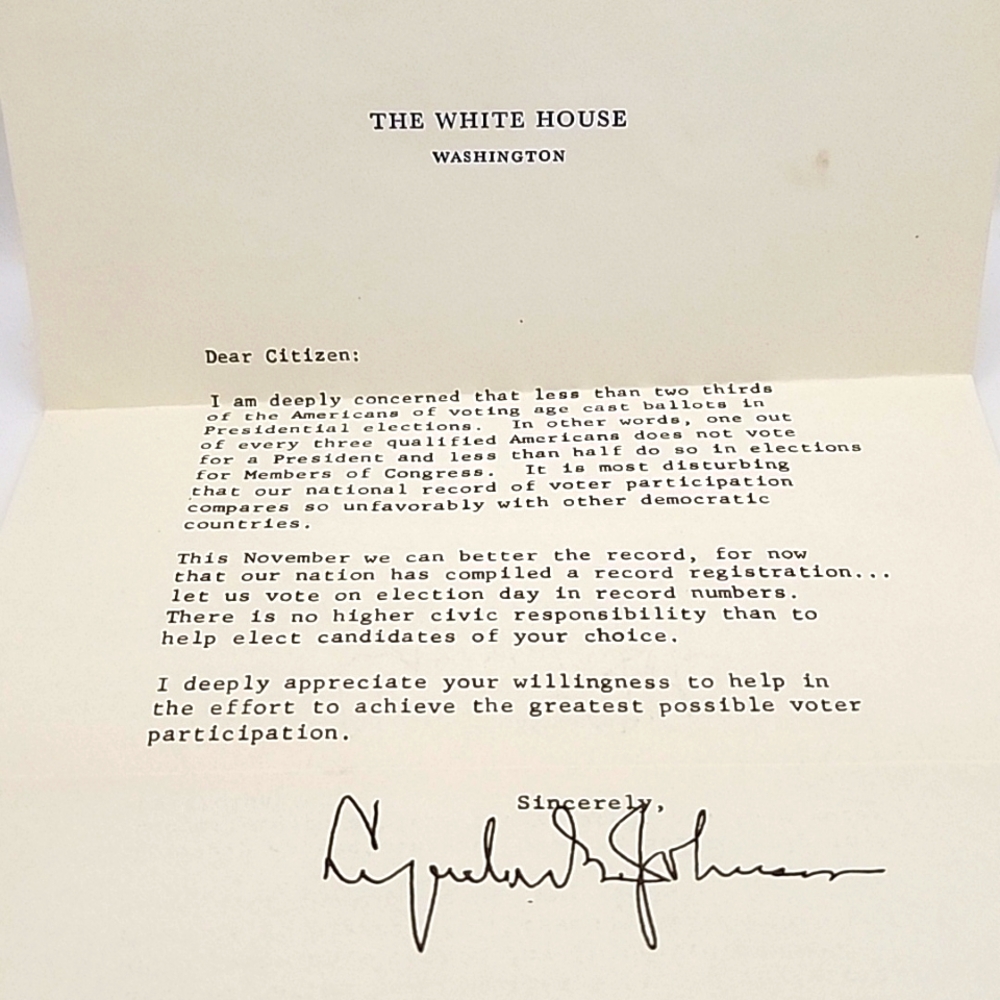 THE WHITE HOUSE
WASHINGTON
Dear Citizen:
I am deeply concerned that less than two thirds
of the Americans of voting age cast ballots in
Presidential elections. In other words, one out
of every three qualified Americans does not vote
for a President and less than half do so in elections
for Members of Congress. It is most disturbing
that our national record of voter participation
compares so unfavorably with other democratic
countries.
This November we can better the record, for now
that our nation has compiled a record registration...
let us vote on election day in record numbers.
There is no higher civic responsibility than to
help elect candidates of your choice.
I deeply appreciate your willingness to help in
the effort to achieve the greatest possible voter
participation.
Sincerely,
Lyndon B. Johnson